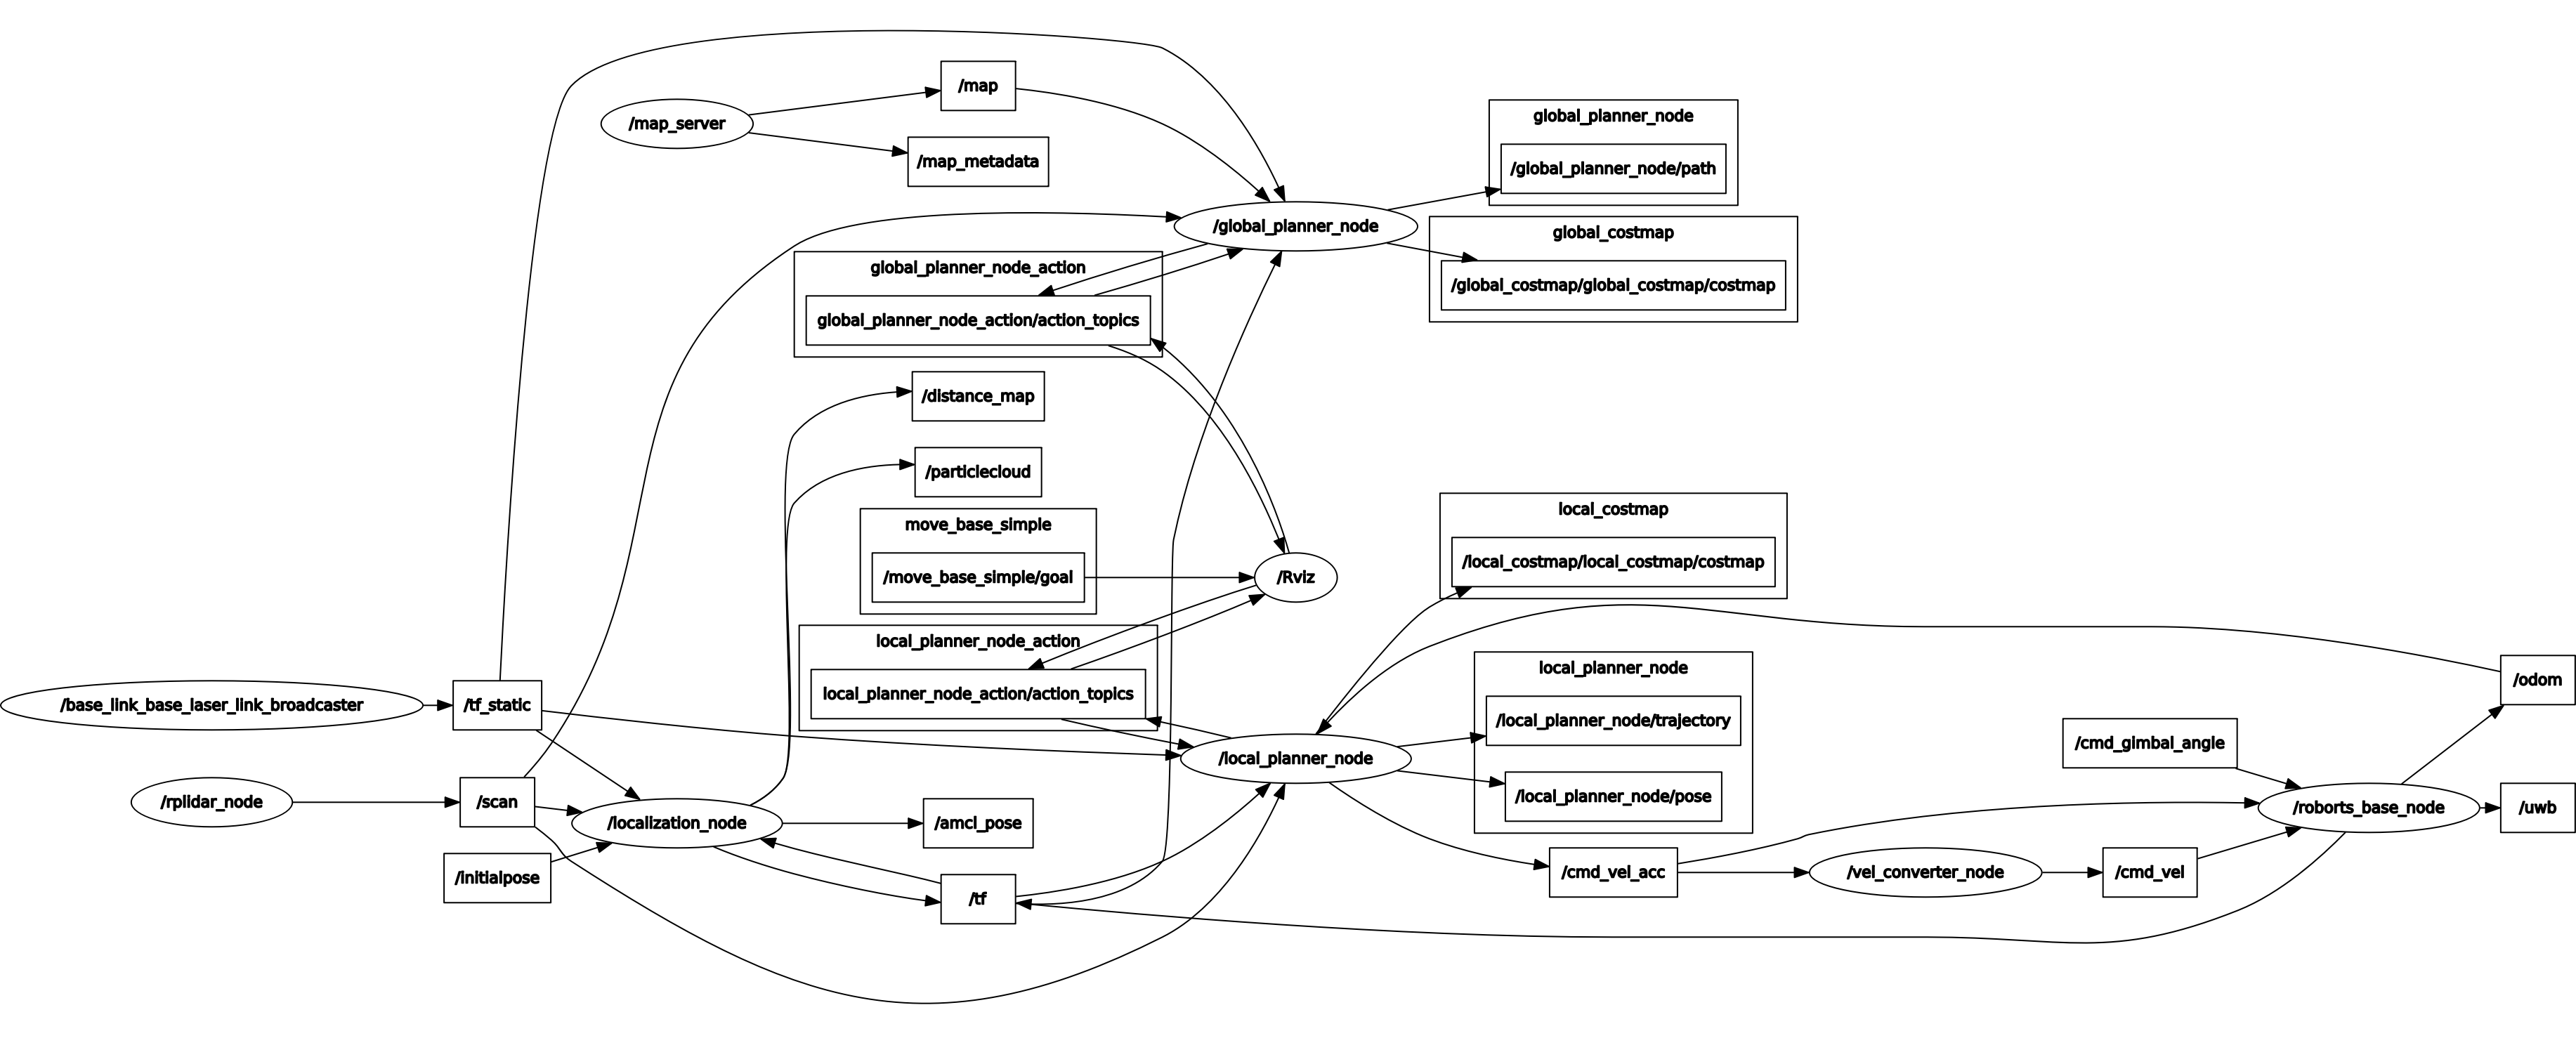 /map
/map_server
/map_metadata
global_planner_node
/global_planner_node/path
/global_planner_node
global_costmap
/global_costmap/global_costmap/costmap
global_planner_node_action
global_planner_node_action/action_topics
/distance_map
/particlecloud
move_base_simple
/move_base_simple/goal
/Rviz
local_costmap
/local_costmap/local_costmap/costmap
local_planner_node_action
local_planner_node_action/action_topics
local_planner_node
/local_planner_node/trajectory
/local_planner_node/pose
/base_link_base_laser_link_broadcaster
/tf_static
/local_planner_node
/odom
/cmd_gimbal_angle
/rplidar_node
/scan
/localization_node
/amcl_pose
/roborts_base_node
/uwb
/initialpose
/tf
/cmd_vel_acc
/vel_converter_node
/cmd_vel